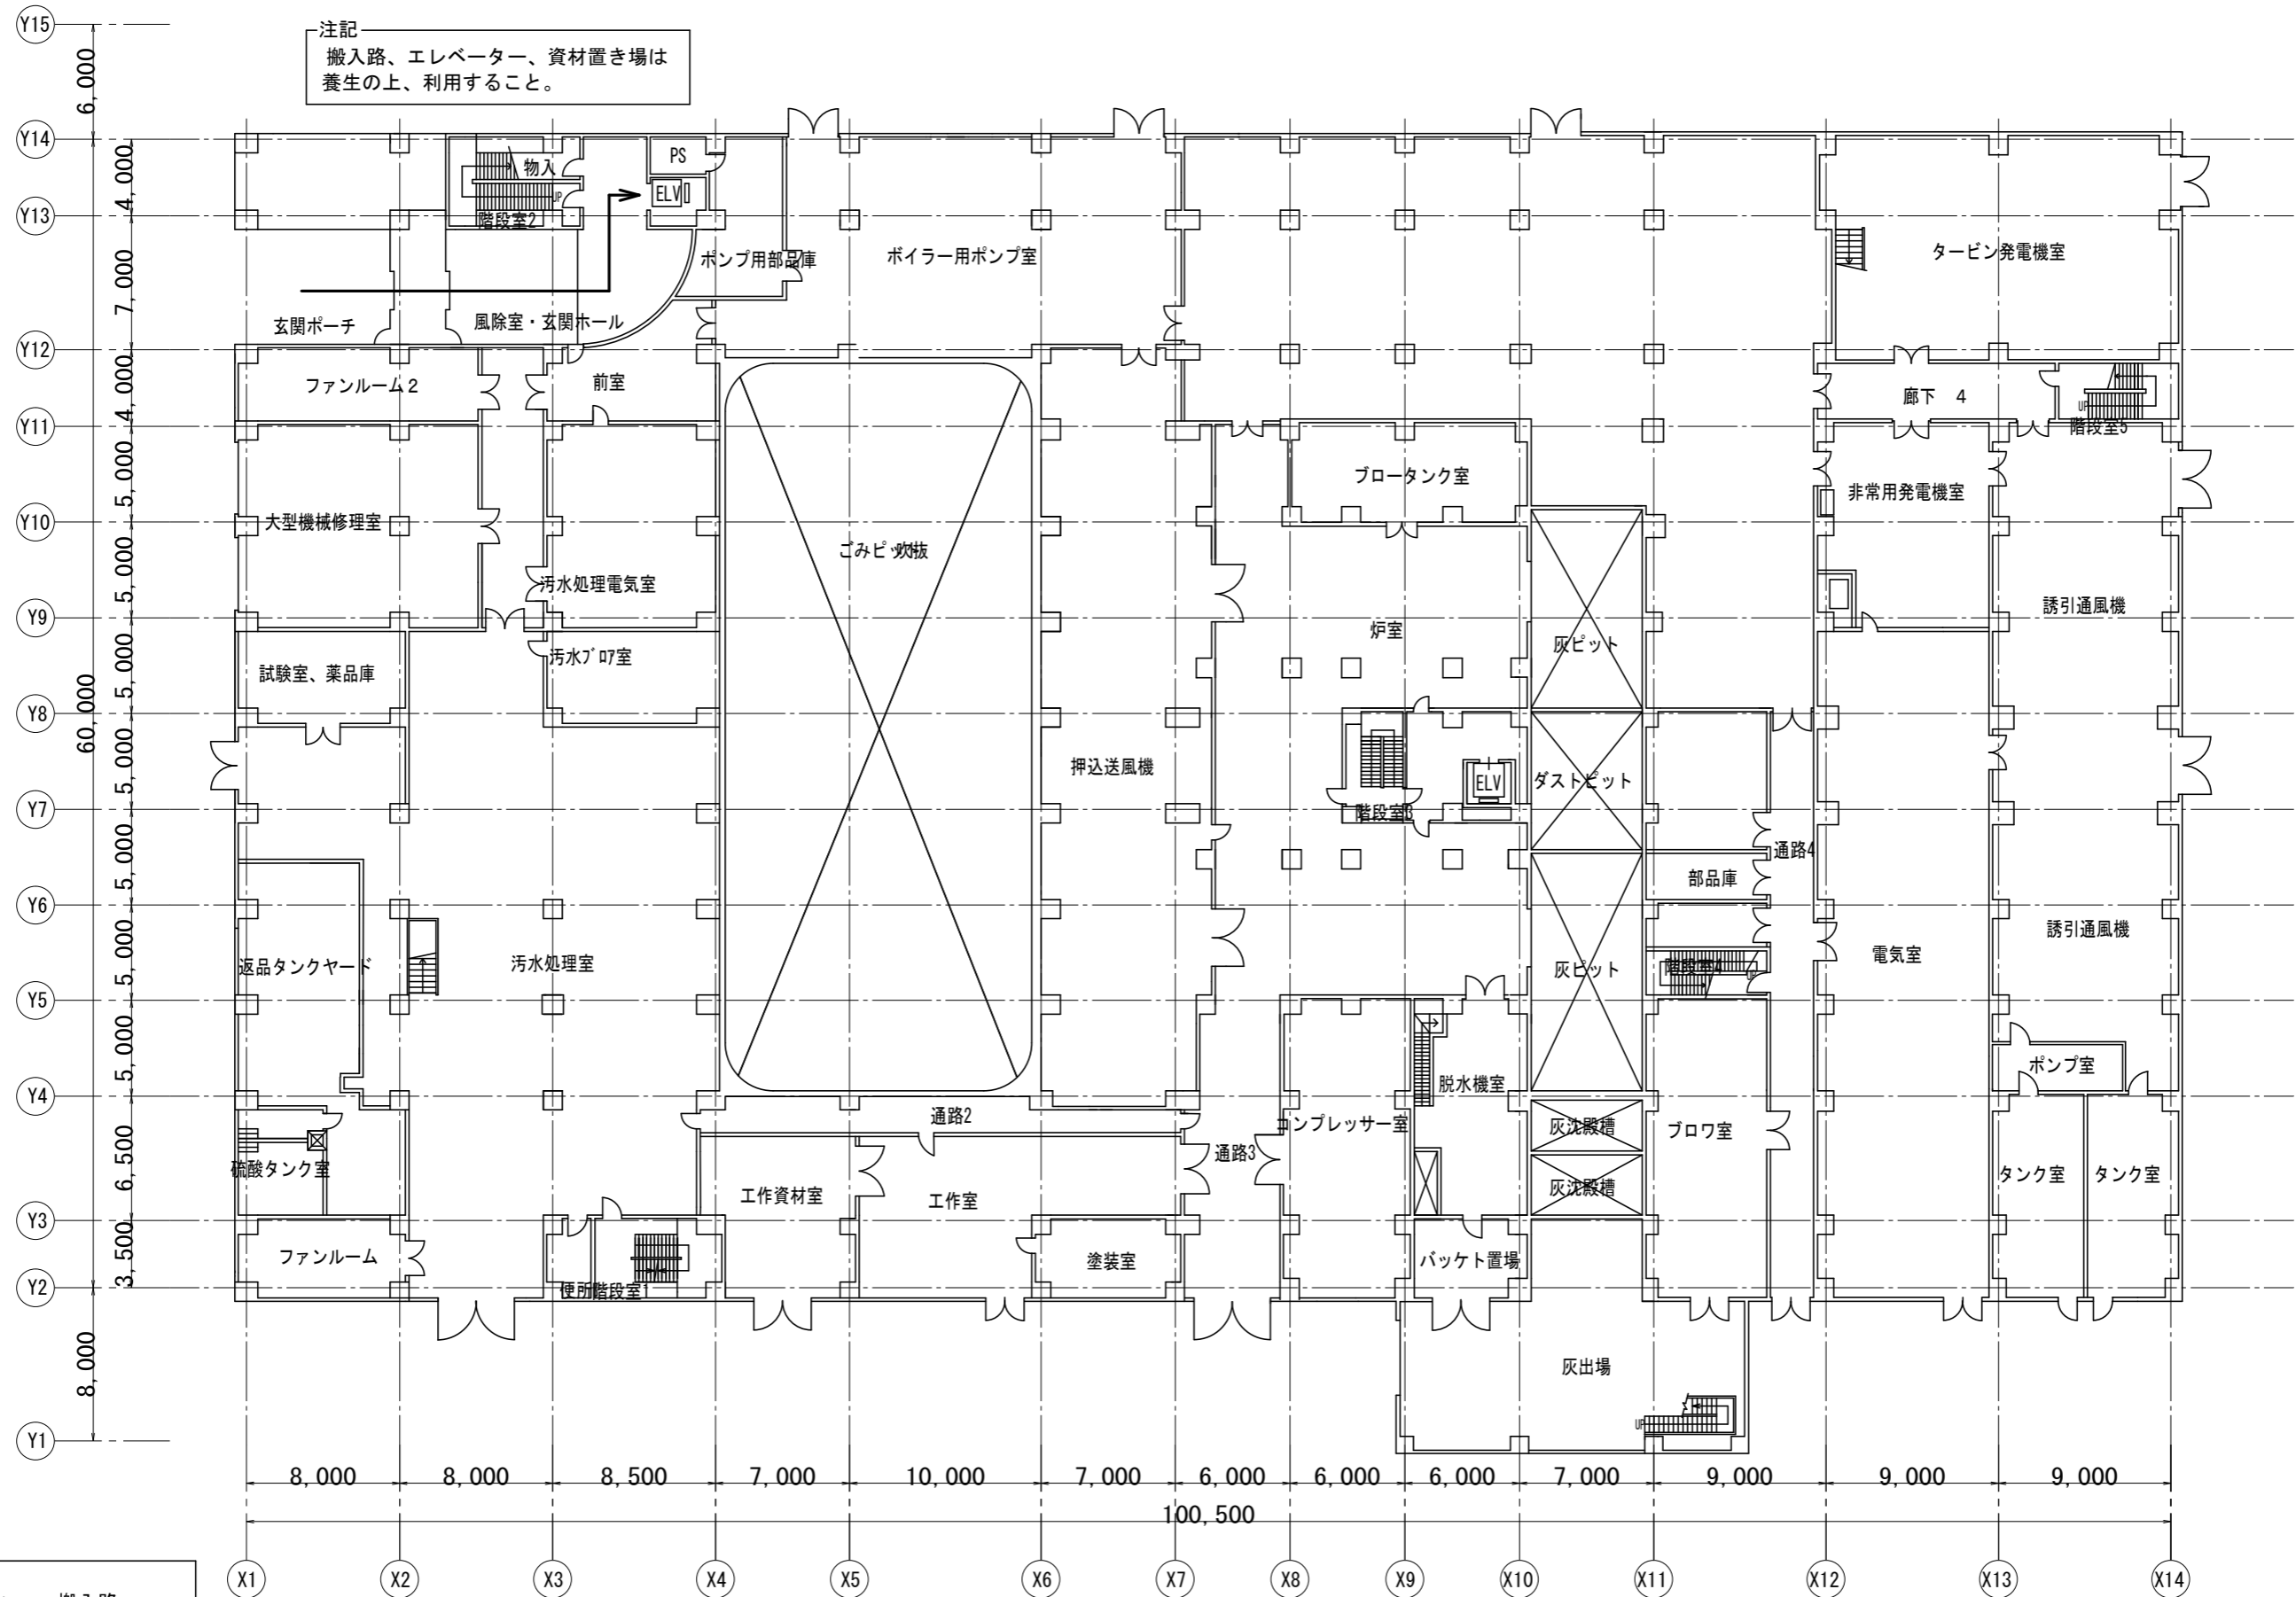 Y15
注記
搬入路、エレベーター、資材置き場は
養生の上、利用すること。
6,000
Y14
物入
PS
4,000
ELV
UP
Y13
階段室2
ポンプ用部品庫
ボイラー用ポンプ室
タービン発電機室
7,000
玄関ポーチ
風除室・玄関ホール
Y12
ファンルーム2
前室
4,000
廊下 4
UP
Y11
階段室5
ブロータンク室
5,000
非常用発電機室
Y10
大型機械修理室
ごみピット
吹抜
汚水処理電気室
5,000
誘引通風機
Y9
炉室
灰ピット
汚水ブロア室
試験室、薬品庫
5,000
60,000
Y8
押込送風機
ELV
ダストピット
5,000
Y7
階段室3
通路4
5,000
部品庫
Y6
誘引通風機
電気室
返品タンクヤード
汚水処理室
灰ピット
階段室4
UP
5,000
Y5
ポンプ室
5,000
脱水機室
Y4
通路2
コンプレッサー室
灰沈殿槽
ブロワ室
通路3
硫酸タンク室
6,500
タンク室
タンク室
工作資材室
工作室
灰沈殿槽
Y3
ファンルーム
塗装室
バッケト置場
3,500
Y2
便所
階段室1
8,000
灰出場
UP
Y1
8,000
8,000
8,500
7,000
10,000
7,000
6,000
6,000
6,000
7,000
9,000
9,000
9,000
100,500
X1
X2
X3
X4
X5
X6
X7
X8
X9
X10
X11
X12
X13
X14
搬入路